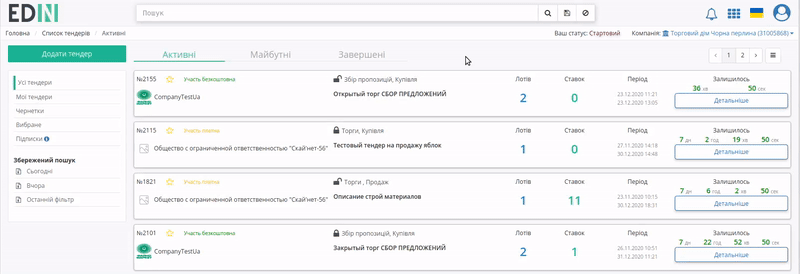 EDIN
Пошук
Головна / Список тендерів / Активні
Ваш статус: Стартовий Компанія: Торговий дім Чорна перлина (31005868)
Додати тендер
Активні Майбутні Завершені
‹ 1 2 ›
Усі тендери
Мої тендери
Чернетки
Вибране
Підписки
Збережений пошук
Сьогодні
Вчора
Останній фільтр
№2155 Участь безкоштовна
CompanyTestUa
Збір пропозицій, Купівля
Открытый торг СБОР ПРЕДЛОЖЕНИЙ
Лотів 2
Ставок 0
Період
23.12.2020 11:21
23.12.2020 13:05
Залишилось
36 хв 50 сек
Детальніше
№2115 Участь платна
Общество с ограниченной ответственностью "Скай'нет-56"
Торги, Купівля
Тестовый тендер на продажу яблок
Лотів 1
Ставок 0
Період
27.11.2020 14:18
30.12.2020 14:48
Залишилось
7 дн 2 год 19 хв 50 сек
Детальніше
№1821 Участь платна
Общество с ограниченной ответственностью "Скай'нет-56"
Торги , Продаж
Описание строй материалов
Лотів 1
Ставок 11
Період
23.11.2020 10:15
30.12.2020 18:31
Залишилось
7 дн 6 год 2 хв 50 сек
Детальніше
№2101 Участь безкоштовна
CompanyTestUa
Збір пропозицій, Купівля
Закрытый торг СБОР ПРЕДЛОЖЕНИЙ
Лотів 2
Ставок 1
Період
26.11.2020 10:51
31.12.2020 11:21
Залишилось
7 дн 22 год 52 хв 50 сек
Детальніше